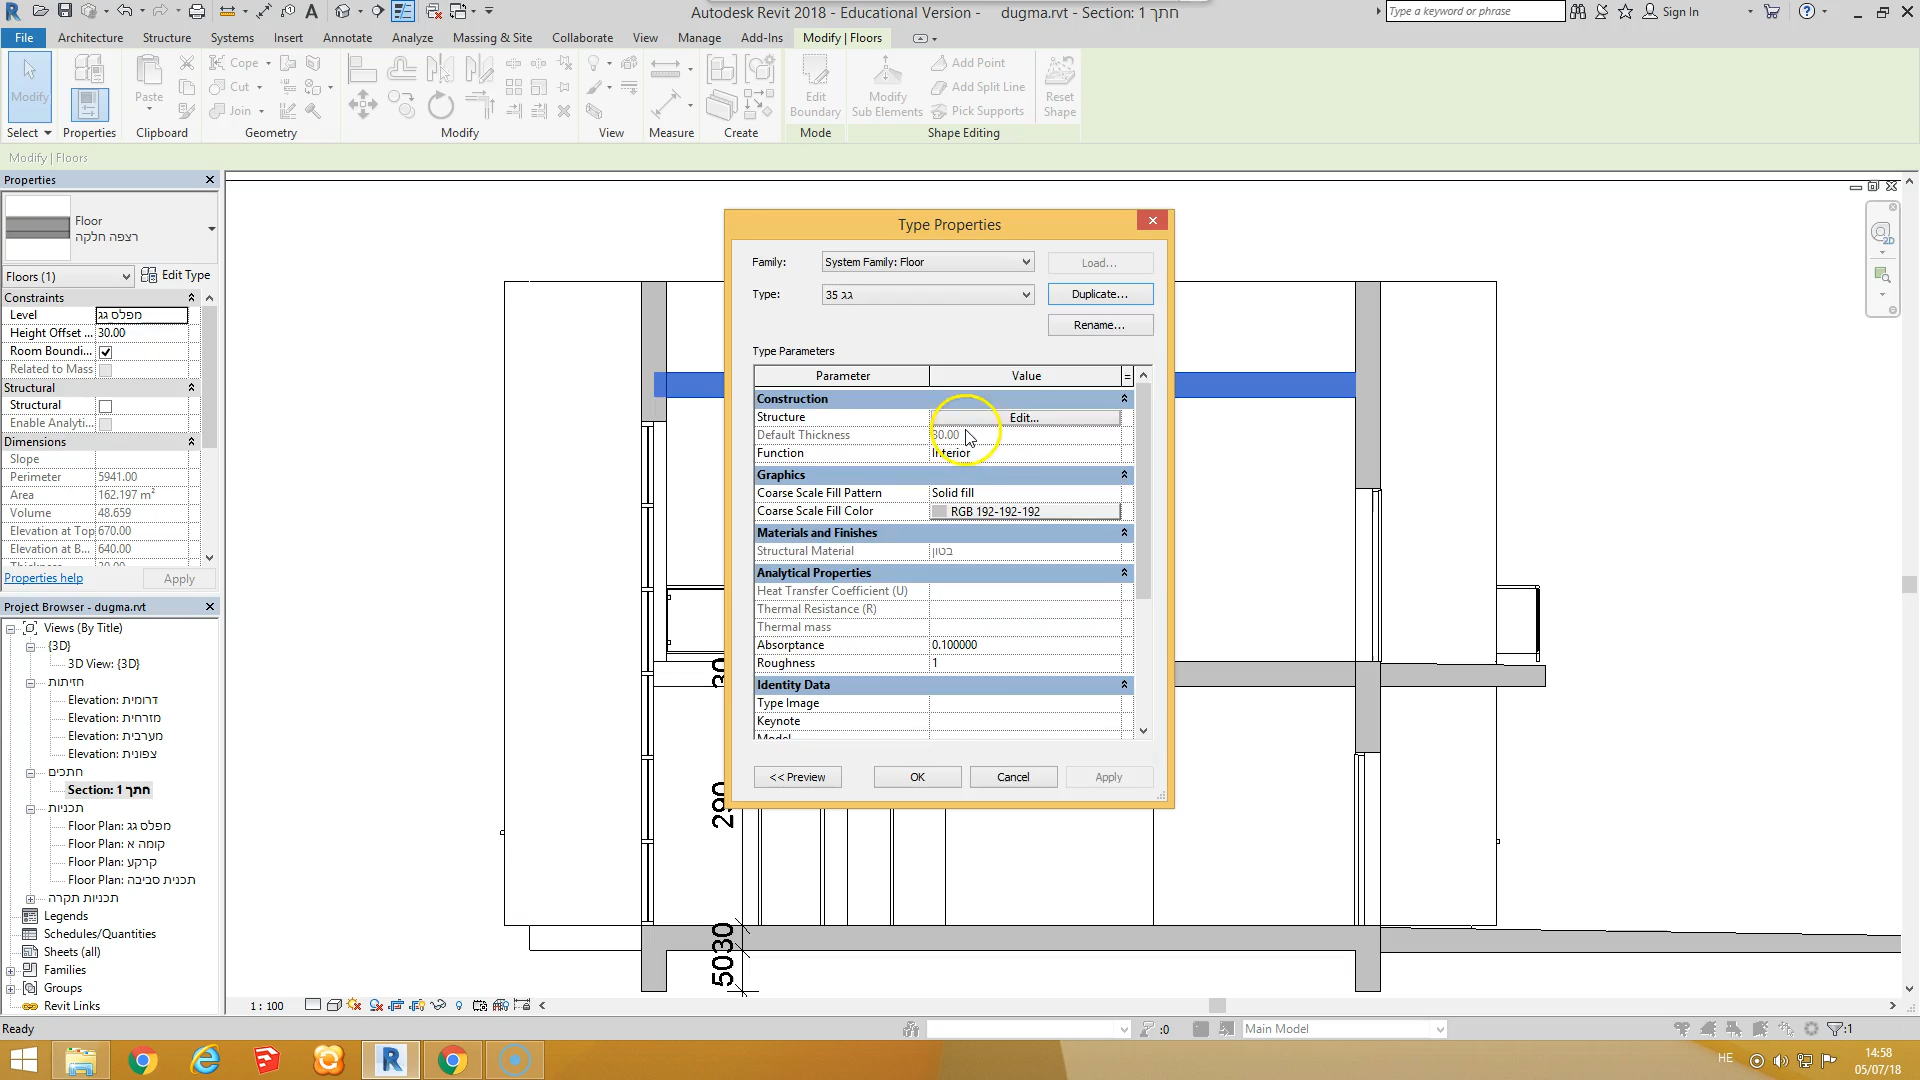 Autodesk Revit 2018 - Educational Version - dugma.rvt - Section: חתך 1
Type a keyword or phrase
Sign In
File Architecture Structure Systems Insert Annotate Analyze Massing & Site Collaborate View Manage Add-Ins Modify | Floors
Modify
Select
Properties
Paste
Clipboard
Cope
Cut
Join
Geometry
Modify
View
Measure
Create
Edit
Boundary
Mode
Modify
Sub Elements
Add Point
Add Split Line
Pick Supports
Reset
Shape
Shape Editing
Modify | Floors
Properties
Floor
רצפה חלקה
Floors (1)
Edit Type
Constraints
Level מפלס גג
Height Offset ... 30.00
Room Boundi...
Related to Mass
Structural
Structural
Enable Analyti...
Dimensions
Slope
Perimeter 5941.00
Area 162.197 m²
Volume 48.659
Elevation at Top 670.00
Elevation at B... 640.00
Properties help
Apply
Project Browser - dugma.rvt
Views (By Title)
{3D}
3D View: {3D}
חזיתות
Elevation: דרומית
Elevation: מזרחית
Elevation: מערבית
Elevation: צפונית
חתכים
Section: חתך 1
תכניות
Floor Plan: מפלס גג
Floor Plan: קומה א
Floor Plan: קרקע
Floor Plan: תכנית סביבה
תכניות תקרה
Legends
Schedules/Quantities
Sheets (all)
Families
Groups
Revit Links
Type Properties
Family: System Family: Floor
Load...
Type: גג 35
Duplicate...
Rename...
Type Parameters
Parameter Value =
Construction
Structure Edit...
Default Thickness 30.00
Function Interior
Graphics
Coarse Scale Fill Pattern Solid fill
Coarse Scale Fill Color RGB 192-192-192
Materials and Finishes
Structural Material בטון
Analytical Properties
Heat Transfer Coefficient (U)
Thermal Resistance (R)
Thermal mass
Absorptance 0.100000
Roughness 1
Identity Data
Type Image
Keynote
Model
<< Preview OK Cancel Apply
30
290
30
50
1 : 100
Ready
:0
Main Model
:1
HE
14:58
05/07/18